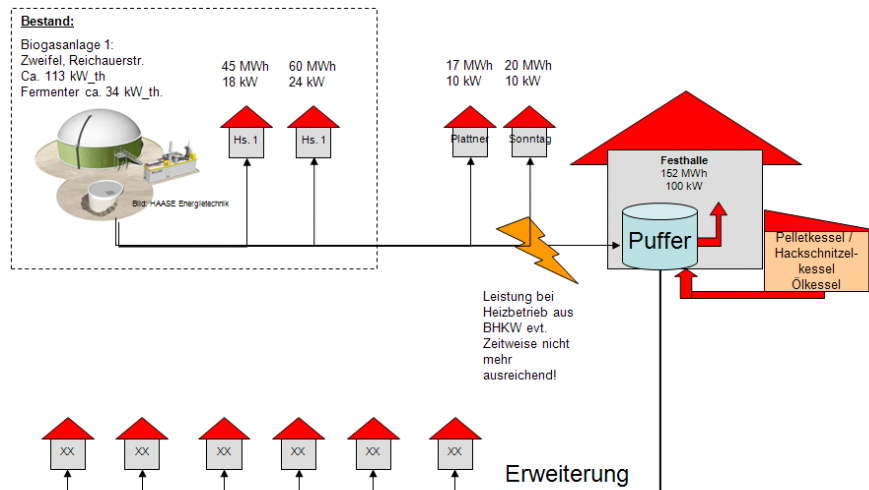 Bestand:
Biogasanlage 1:
Zweifel, Reichauerstr.
Ca. 113 kW_th
Fermenter ca. 34 kW_th.
45 MWh
18 kW
60 MWh
24 kW
17 MWh
10 kW
20 MWh
10 kW
Hs. 1
Hs. 1
Plattner
Sonntag
Bild: HAASE Energietechnik
Festhalle
152 MWh
100 kW
Puffer
Pelletkessel /
Hackschnitzel-
kessel
Ölkessel
Leistung bei
Heizbetrieb aus
BHKW evt.
Zeitweise nicht
mehr
ausreichend!
XX
XX
XX
XX
XX
XX
Erweiterung